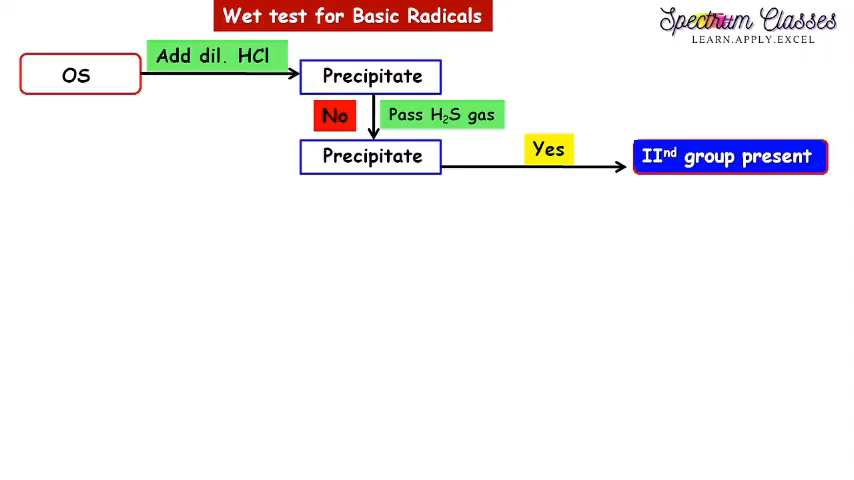 Wet test for Basic Radicals
Spectrum Classes
LEARN.APPLY.EXCEL
OS
Add dil. HCl
Precipitate
No
Pass H₂S gas
Precipitate
Yes
IIⁿᵈ group present